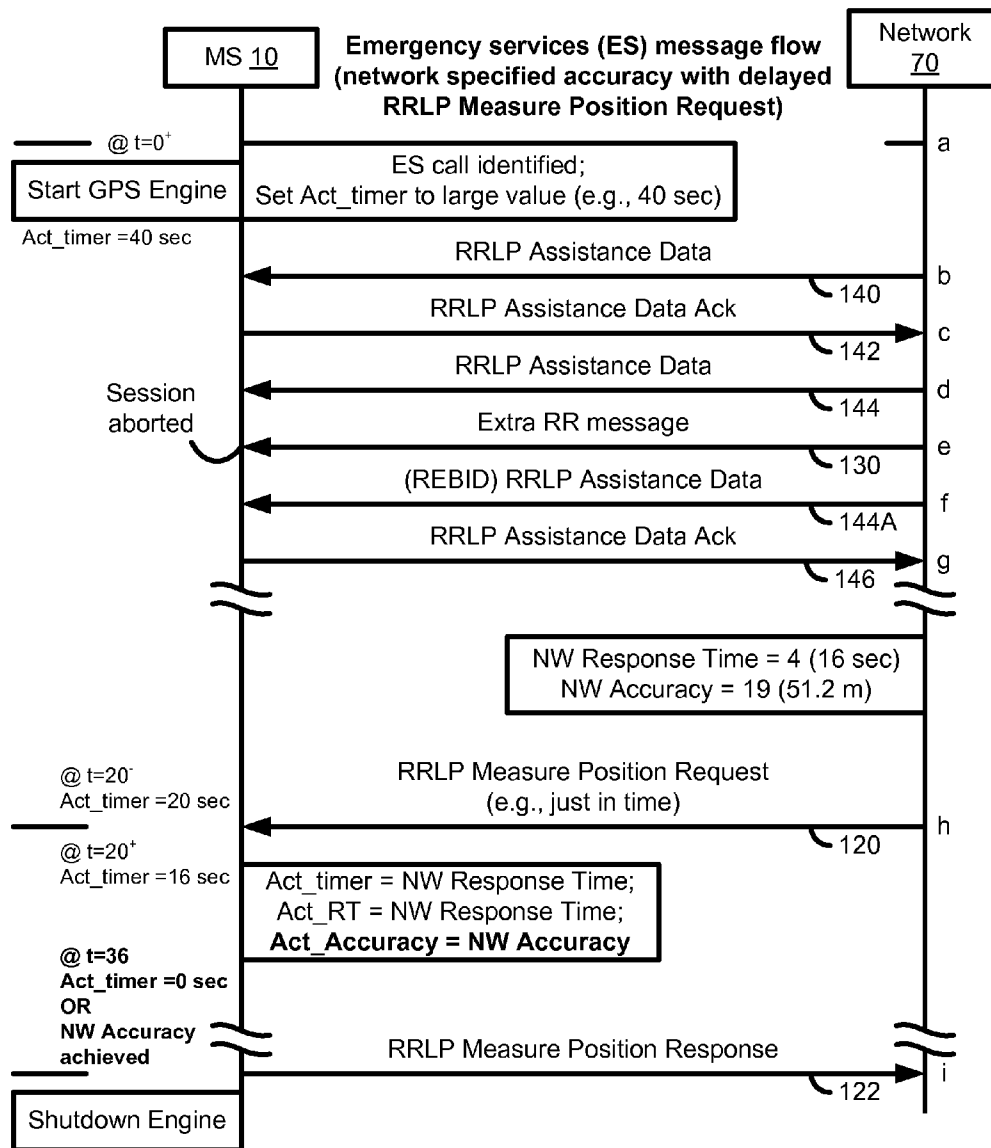 MS 10
Emergency services (ES) message flow
(network specified accuracy with delayed
RRLP Measure Position Request)
Network
70
@ t=0+
a
ES call identified;
Set Act_timer to large value (e.g., 40 sec)
Start GPS Engine
Act_timer =40 sec
RRLP Assistance Data
b
140
RRLP Assistance Data Ack
c
142
RRLP Assistance Data
d
144
Session
aborted
Extra RR message
e
130
(REBID) RRLP Assistance Data
f
144A
RRLP Assistance Data Ack
g
146
NW Response Time = 4 (16 sec)
NW Accuracy = 19 (51.2 m)
@ t=20-
Act_timer =20 sec
RRLP Measure Position Request
(e.g., just in time)
h
120
@ t=20+
Act_timer =16 sec
Act_timer = NW Response Time;
Act_RT = NW Response Time;
Act_Accuracy = NW Accuracy
@ t=36
Act_timer =0 sec
OR
NW Accuracy
achieved
RRLP Measure Position Response
i
122
Shutdown Engine